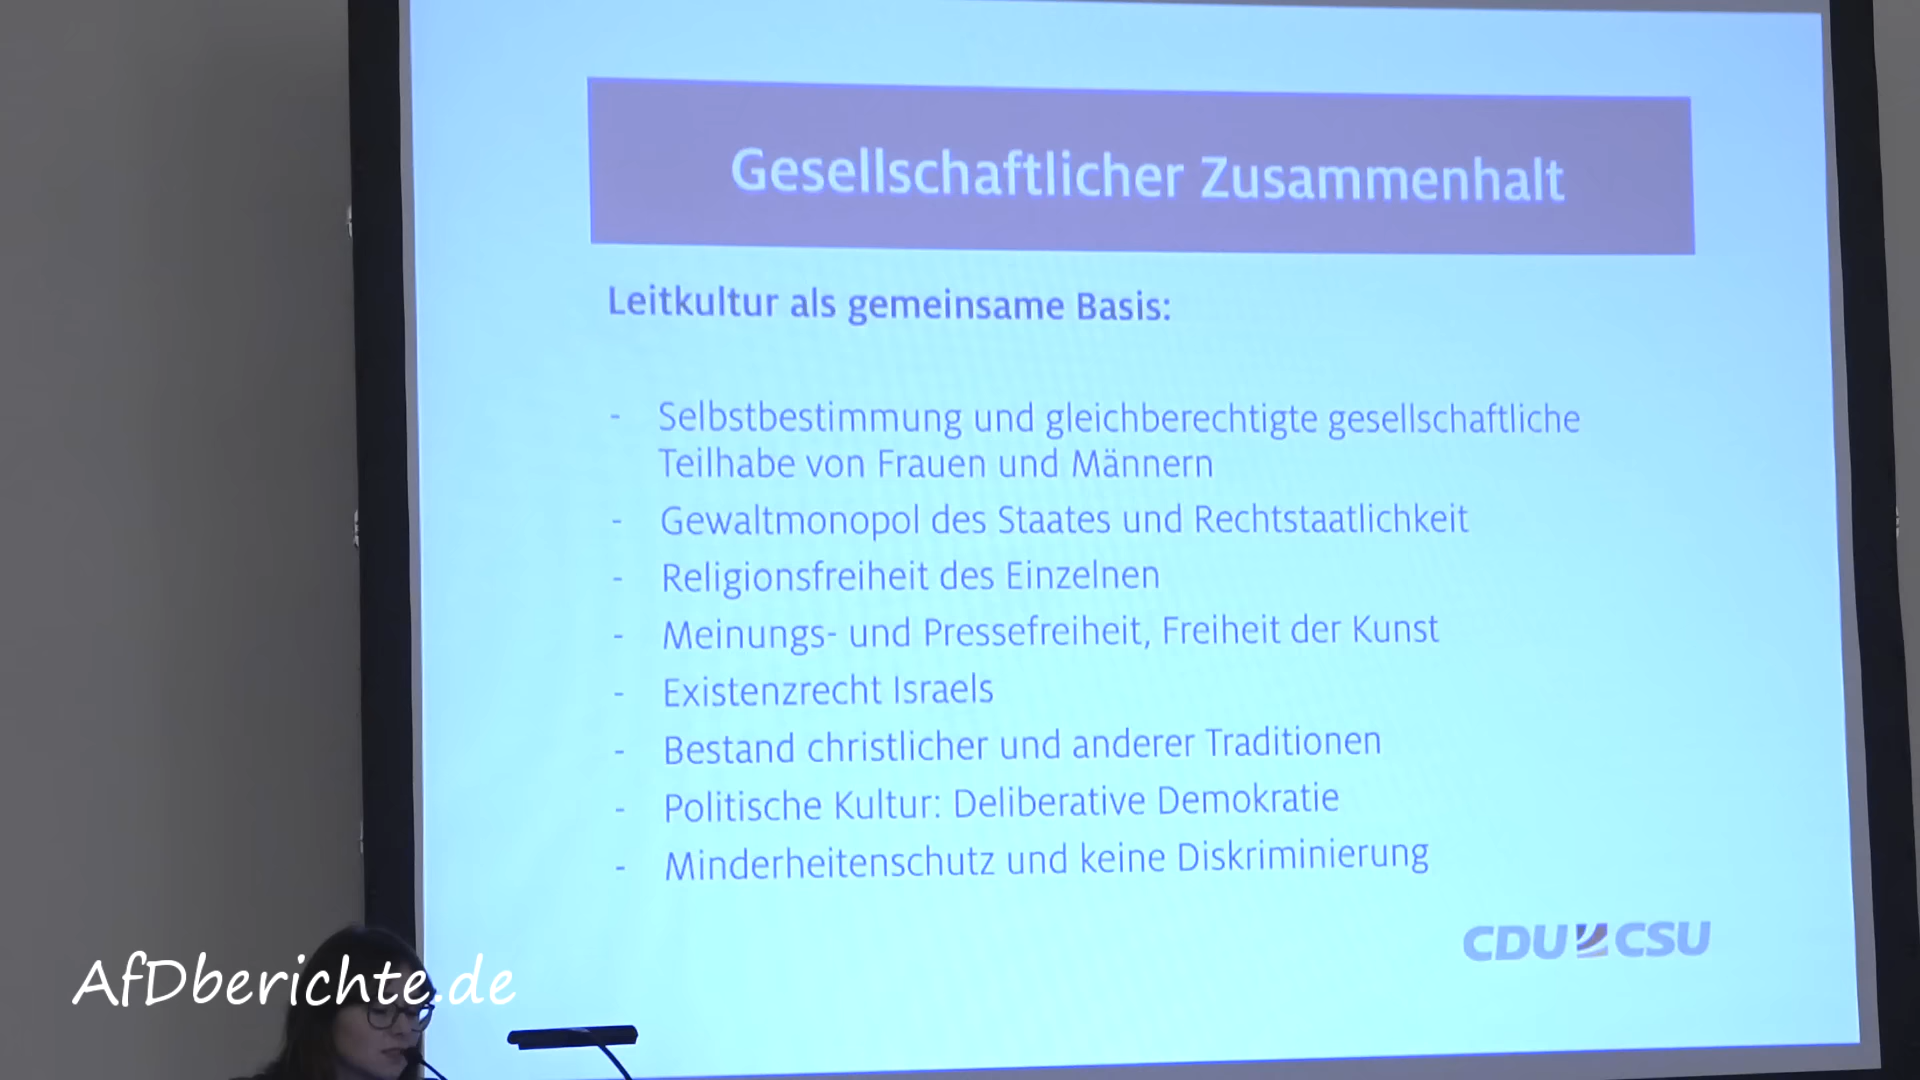 Gesellschaftlicher Zusammenhalt
Leitkultur als gemeinsame Basis:
- Selbstbestimmung und gleichberechtigte gesellschaftliche
Teilhabe von Frauen und Männern
- Gewaltmonopol des Staates und Rechtstaatlichkeit
- Religionsfreiheit des Einzelnen
- Meinungs- und Pressefreiheit, Freiheit der Kunst
- Existenzrecht Israels
- Bestand christlicher und anderer Traditionen
- Politische Kultur: Deliberative Demokratie
- Minderheitenschutz und keine Diskriminierung
CDU CSU
AfDberichte.de